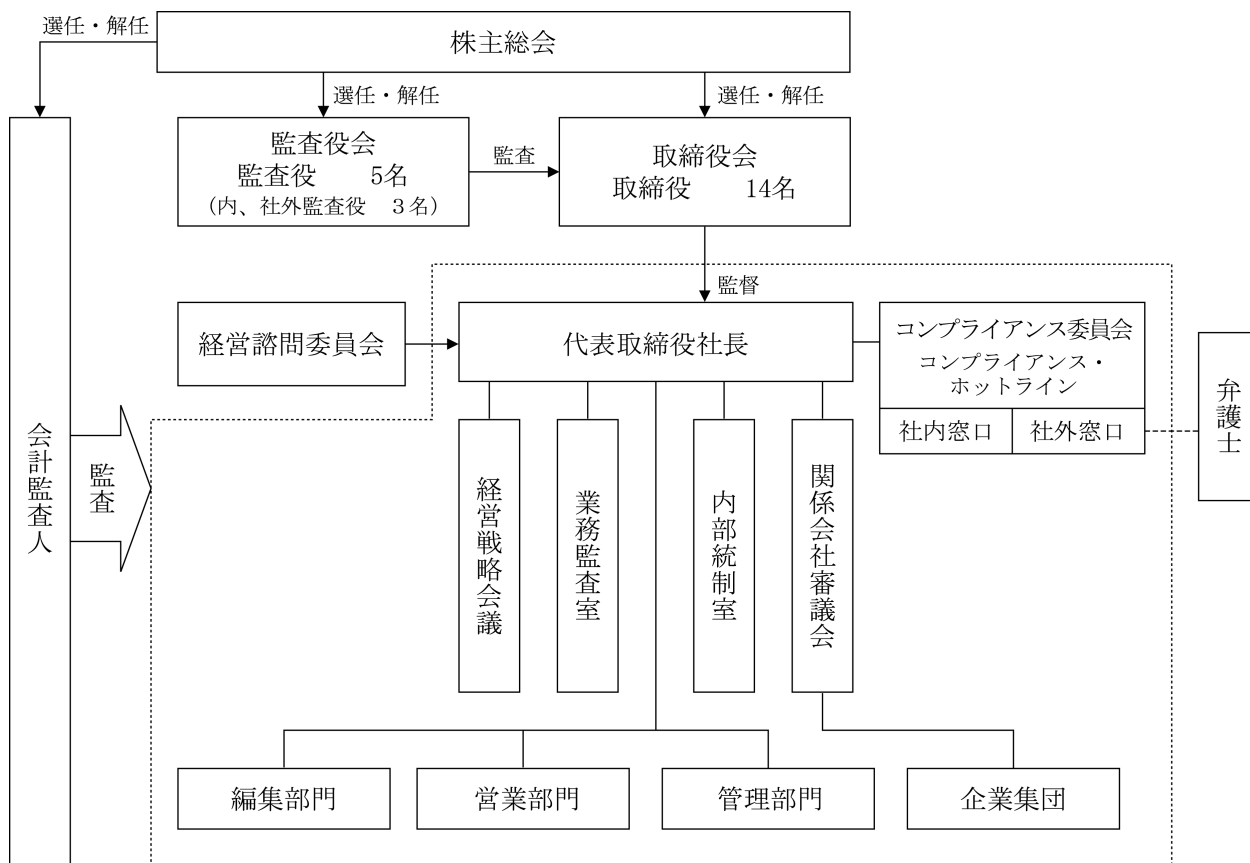 選任・解任
株主総会
選任・解任
選任・解任
監査役会
監査役　　5名
（内、社外監査役　３名）
監査
取締役会
取締役　　14名
監督
経営諮問委員会
代表取締役社長
コンプライアンス委員会
コンプライアンス・
ホットライン
社内窓口
社外窓口
弁護士
会計監査人
監査
経営戦略会議
業務監査室
内部統制室
関係会社審議会
編集部門
営業部門
管理部門
企業集団